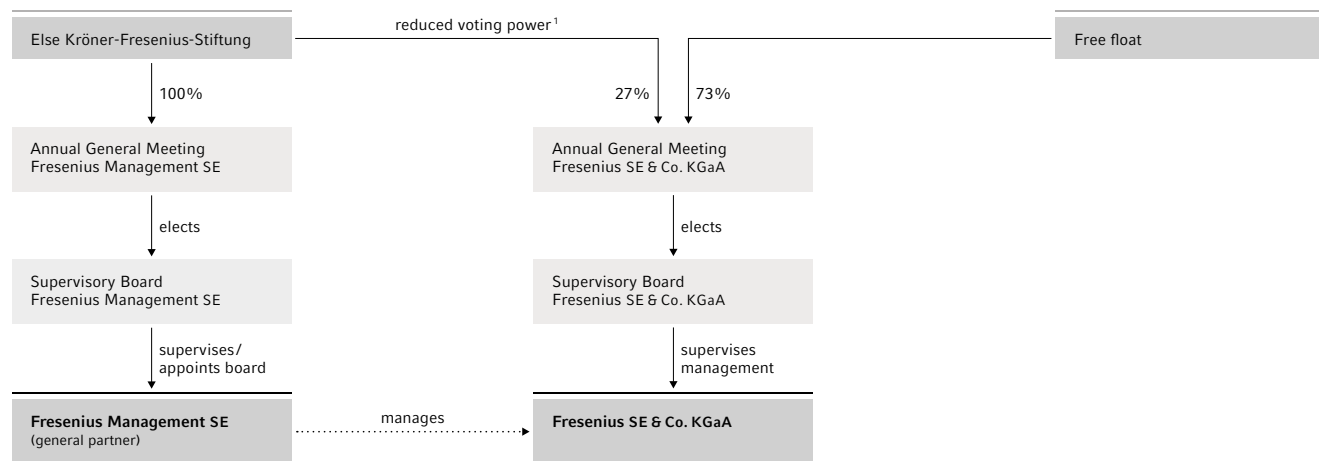 reduced voting power 1
Else Kröner-Fresenius-Stiftung
Free float
100%
27%
73%
Annual General Meeting
Fresenius Management SE
Annual General Meeting
Fresenius SE & Co. KGaA
elects
elects
Supervisory Board
Fresenius Management SE
Supervisory Board
Fresenius SE & Co. KGaA
supervises/
appoints board
supervises
management
Fresenius Management SE
(general partner)
manages
Fresenius SE & Co. KGaA